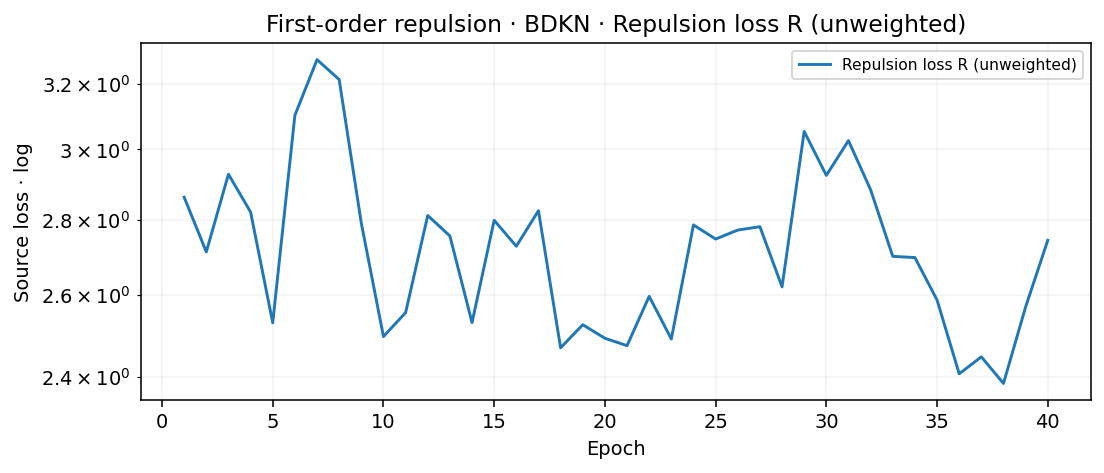 First-order repulsion · BDKN · Repulsion loss R (unweighted)
Repulsion loss R (unweighted)
Source loss · log
3.2 × 10⁰
3 × 10⁰
2.8 × 10⁰
2.6 × 10⁰
2.4 × 10⁰
0 5 10 15 20 25 30 35 40
Epoch